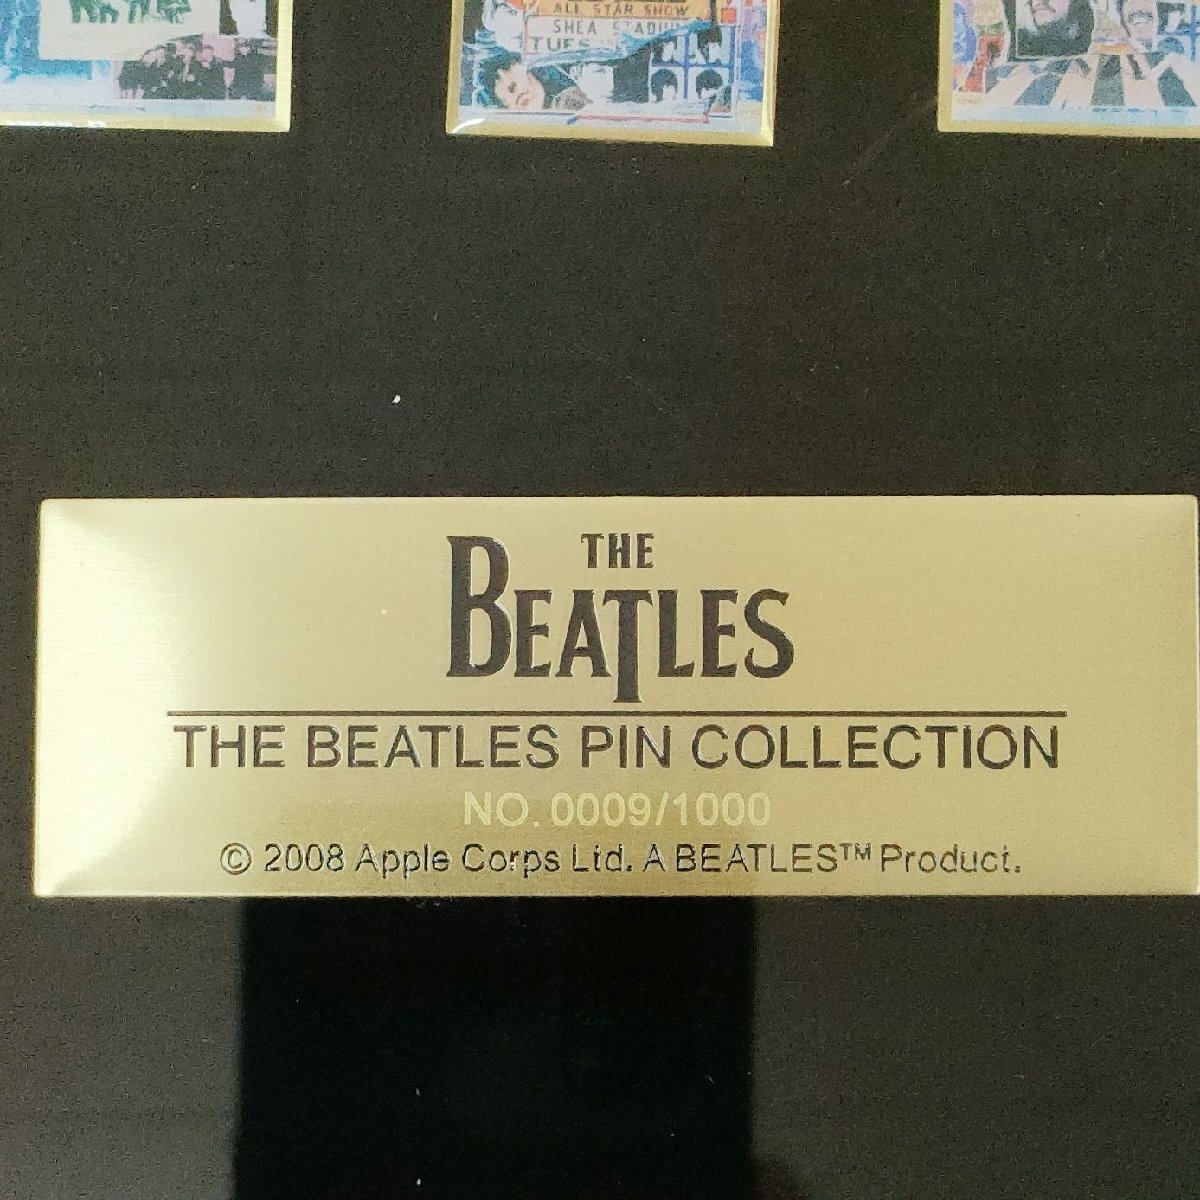 ALL STAR SHOW
SHEA STADIUM
TUES
THE
BEATLES
THE BEATLES PIN COLLECTION
NO. 0009/1000
© 2008 Apple Corps Ltd. A BEATLES™ Product.